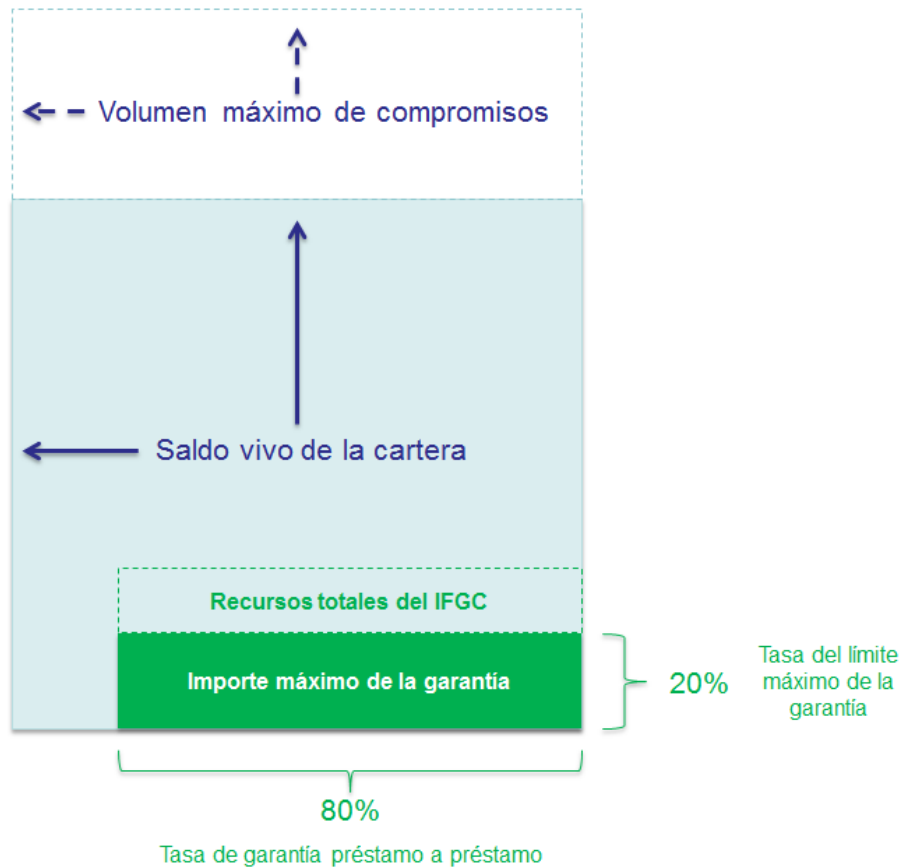 Volumen máximo de compromisos
Saldo vivo de la cartera
Recursos totales del IFGC
Importe máximo de la garantía
20%
Tasa del límite
máximo de la
garantía
80%
Tasa de garantía préstamo a préstamo